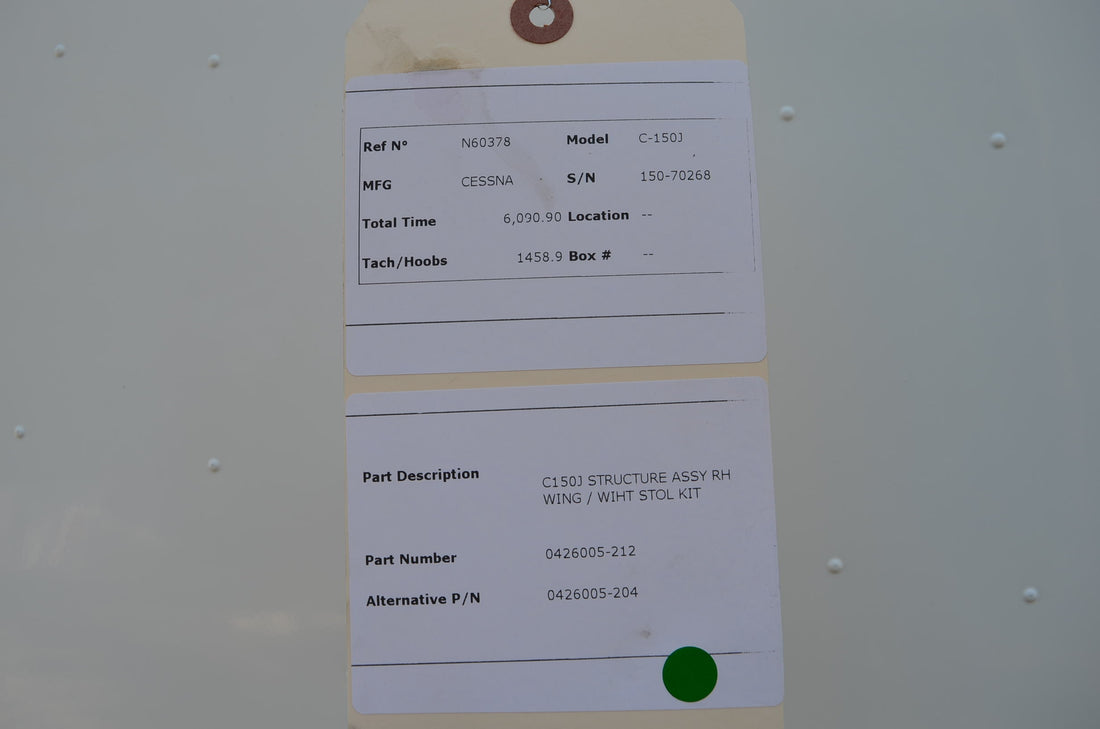 Ref N° N60378 Model C-150J
MFG CESSNA S/N 150-70268
Total Time 6,090.90 Location --
Tach/Hoobs 1458.9 Box # --
Part Description C150J STRUCTURE ASSY RH
WING / WIHT STOL KIT
Part Number 0426005-212
Alternative P/N 0426005-204